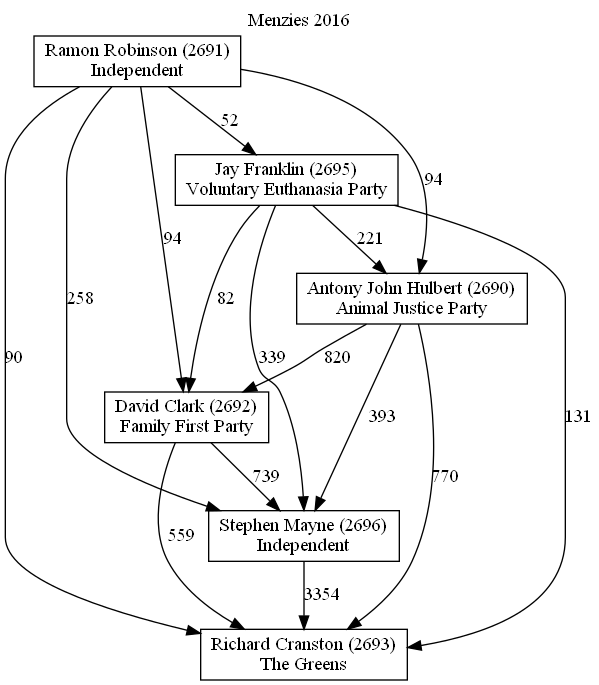 Menzies 2016
Ramon Robinson (2691)
Independent
52
Jay Franklin (2695)
Voluntary Euthanasia Party
94
94
221
258
82
Antony John Hulbert (2690)
Animal Justice Party
90
339
820
131
David Clark (2692)
Family First Party
393
739
770
559
Stephen Mayne (2696)
Independent
3354
Richard Cranston (2693)
The Greens